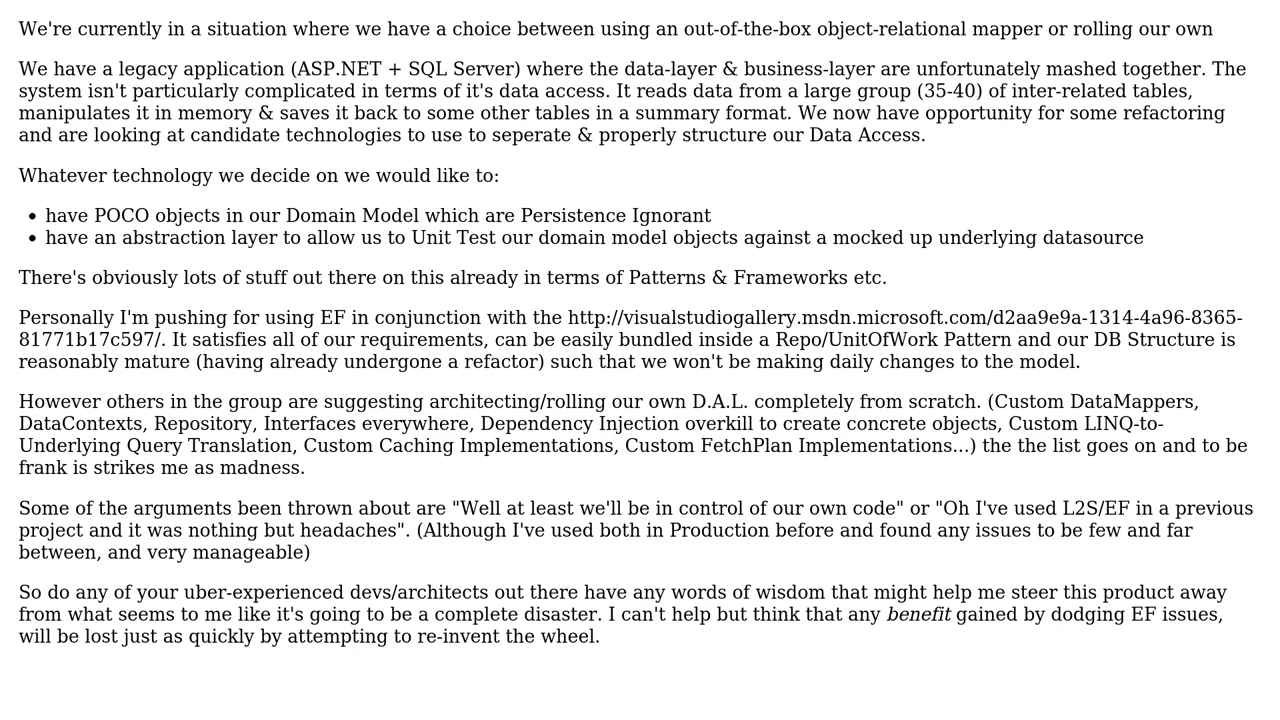 We're currently in a situation where we have a choice between using an out-of-the-box object-relational mapper or rolling our own
We have a legacy application (ASP.NET + SQL Server) where the data-layer & business-layer are unfortunately mashed together. The
system isn't particularly complicated in terms of it's data access. It reads data from a large group (35-40) of inter-related tables,
manipulates it in memory & saves it back to some other tables in a summary format. We now have opportunity for some refactoring
and are looking at candidate technologies to use to seperate & properly structure our Data Access.
Whatever technology we decide on we would like to:
• have POCO objects in our Domain Model which are Persistence Ignorant
• have an abstraction layer to allow us to Unit Test our domain model objects against a mocked up underlying datasource
There's obviously lots of stuff out there on this already in terms of Patterns & Frameworks etc.
Personally I'm pushing for using EF in conjunction with the http://visualstudiogallery.msdn.microsoft.com/d2aa9e9a-1314-4a96-8365-
81771b17c597/. It satisfies all of our requirements, can be easily bundled inside a Repo/UnitOfWork Pattern and our DB Structure is
reasonably mature (having already undergone a refactor) such that we won't be making daily changes to the model.
However others in the group are suggesting architecting/rolling our own D.A.L. completely from scratch. (Custom DataMappers,
DataContexts, Repository, Interfaces everywhere, Dependency Injection overkill to create concrete objects, Custom LINQ-to-
Underlying Query Translation, Custom Caching Implementations, Custom FetchPlan Implementations...) the the list goes on and to be
frank is strikes me as madness.
Some of the arguments been thrown about are "Well at least we'll be in control of our own code" or "Oh I've used L2S/EF in a previous
project and it was nothing but headaches". (Although I've used both in Production before and found any issues to be few and far
between, and very manageable)
So do any of your uber-experienced devs/architects out there have any words of wisdom that might help me steer this product away
from what seems to me like it's going to be a complete disaster. I can't help but think that any benefit gained by dodging EF issues,
will be lost just as quickly by attempting to re-invent the wheel.